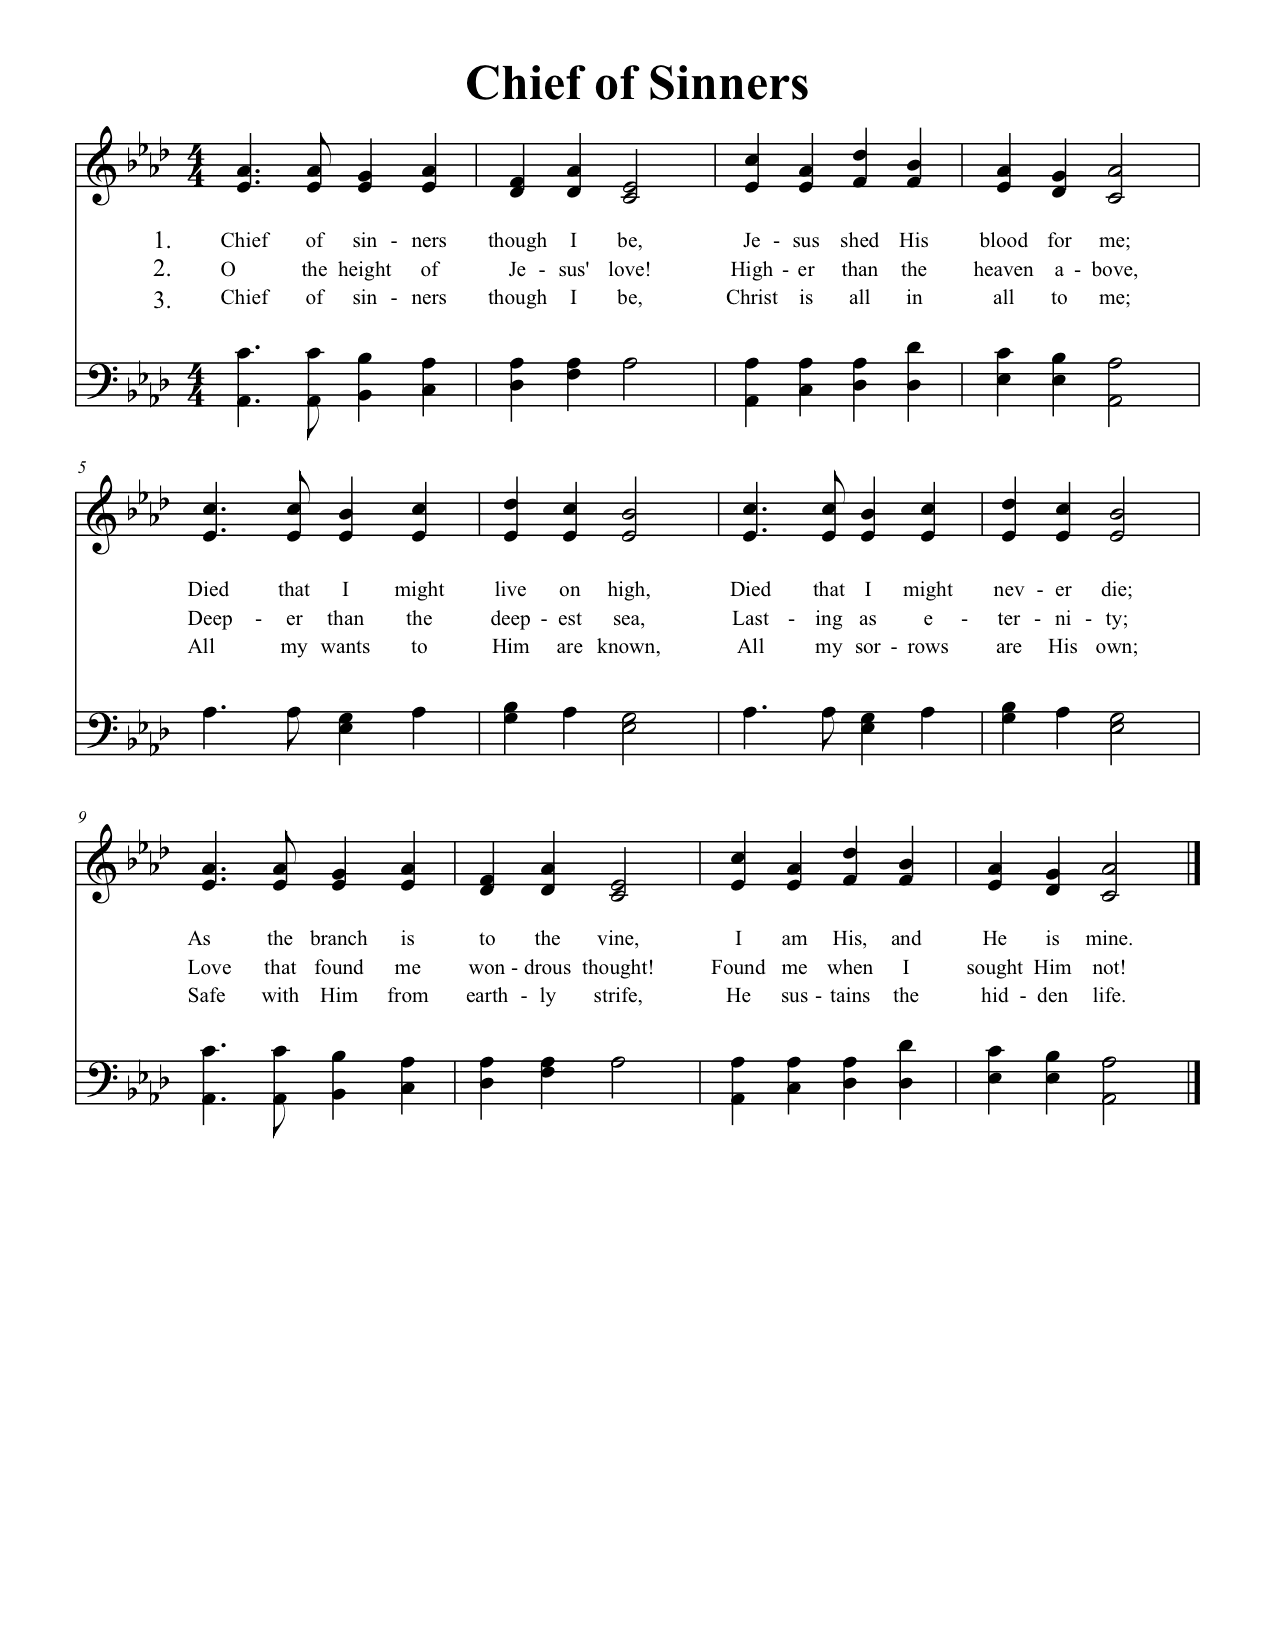 Chief of Sinners
4
4
1. Chief of sin - ners though I be, Je - sus shed His blood for me;
2. O the height of Je - sus' love! High - er than the heaven a - bove,
3. Chief of sin - ners though I be, Christ is all in all to me;
4
4
5
Died that I might live on high, Died that I might nev - er die;
Deep - er than the deep - est sea, Last - ing as e - ter - ni - ty;
All my wants to Him are known, All my sor - rows are His own;
9
As the branch is to the vine, I am His, and He is mine.
Love that found me won - drous thought! Found me when I sought Him not!
Safe with Him from earth - ly strife, He sus - tains the hid - den life.